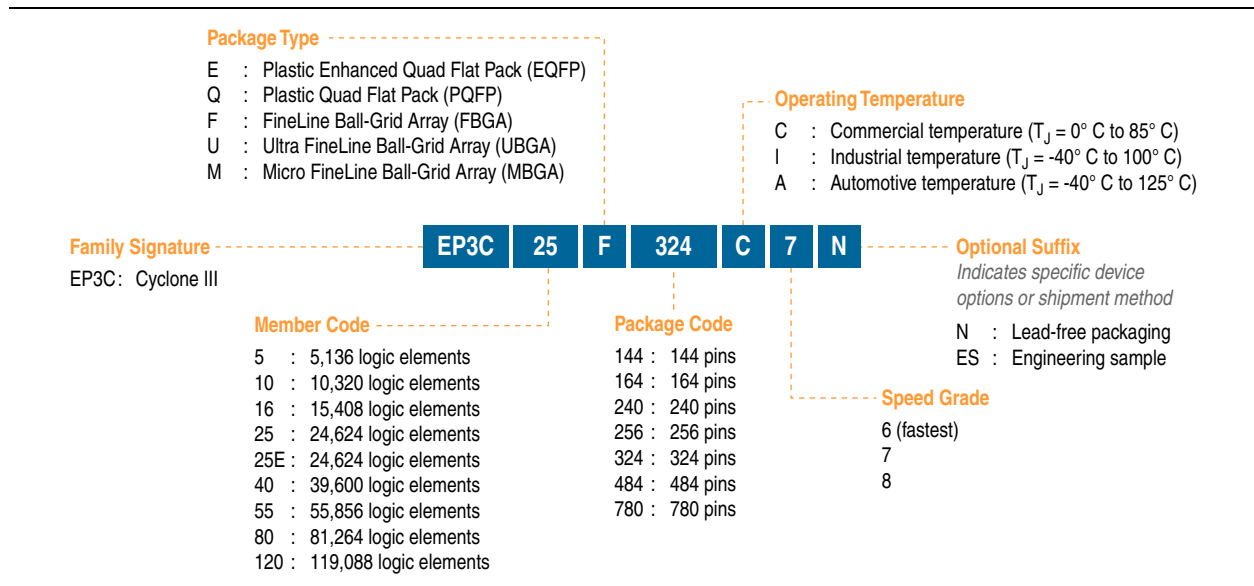 Package Type
E : Plastic Enhanced Quad Flat Pack (EQFP)
Q : Plastic Quad Flat Pack (PQFP)
F : FineLine Ball-Grid Array (FBGA)
U : Ultra FineLine Ball-Grid Array (UBGA)
M : Micro FineLine Ball-Grid Array (MBGA)
Operating Temperature
C : Commercial temperature (TJ = 0° C to 85° C)
I : Industrial temperature (TJ = -40° C to 100° C)
A : Automotive temperature (TJ = -40° C to 125° C)
Family Signature
EP3C: Cyclone III
EP3C 25 F 324 C 7 N
Optional Suffix
Indicates specific device
options or shipment method
N : Lead-free packaging
ES : Engineering sample
Member Code
5 : 5,136 logic elements
10 : 10,320 logic elements
16 : 15,408 logic elements
25 : 24,624 logic elements
25E : 24,624 logic elements
40 : 39,600 logic elements
55 : 55,856 logic elements
80 : 81,264 logic elements
120 : 119,088 logic elements
Package Code
144 : 144 pins
164 : 164 pins
240 : 240 pins
256 : 256 pins
324 : 324 pins
484 : 484 pins
780 : 780 pins
Speed Grade
6 (fastest)
7
8